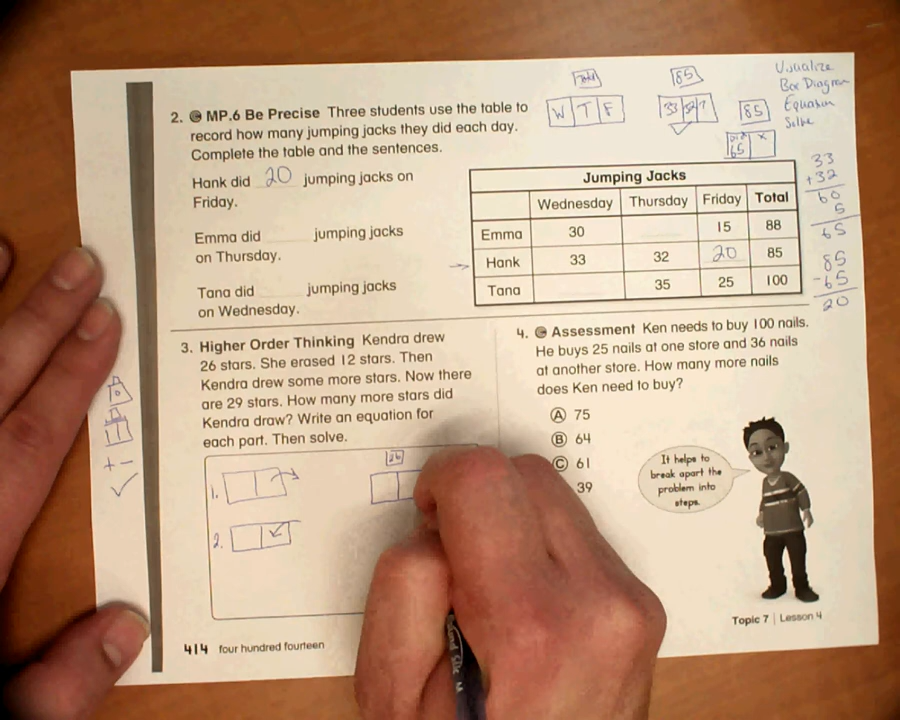 2. MP.6 Be Precise Three students use the table to
record how many jumping jacks they did each day.
Complete the table and the sentences.
Hank did 20 jumping jacks on
Friday.
Emma did jumping jacks
on Thursday.
Tana did jumping jacks
on Wednesday.
Total
W T F
85
33 32 ?
85
65 x
Visualize
Bar Diagram
Equation
Solve
Jumping Jacks
Wednesday Thursday Friday Total
Emma 30 15 88
Hank 33 32 20 85
Tana 35 25 100
33
+32
60
5
65
85
-65
20
3. Higher Order Thinking Kendra drew
26 stars. She erased 12 stars. Then
Kendra drew some more stars. Now there
are 29 stars. How many more stars did
Kendra draw? Write an equation for
each part. Then solve.
1.
2.
26
+ -
4. Assessment Ken needs to buy 100 nails.
He buys 25 nails at one store and 36 nails
at another store. How many more nails
does Ken need to buy?
A 75
B 64
C 61
39
It helps to
break apart the
problem into
steps.
Topic 7 | Lesson 4
414 four hundred fourteen